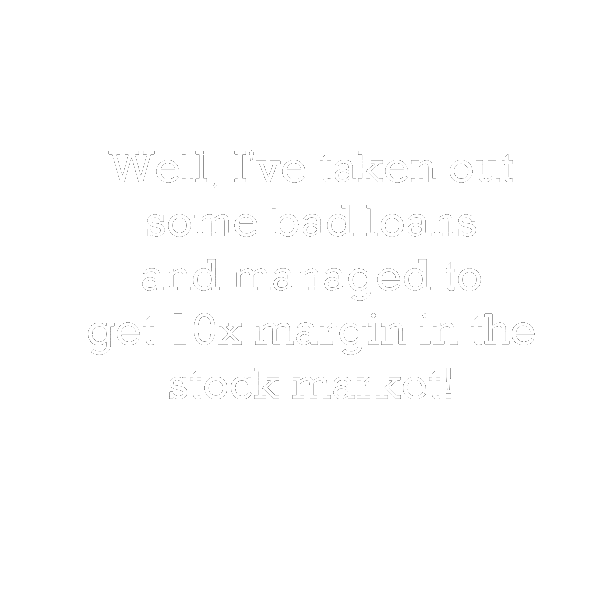 Well, I've taken out
some bad loans
and managed to
get 10x margin in the
stock market!